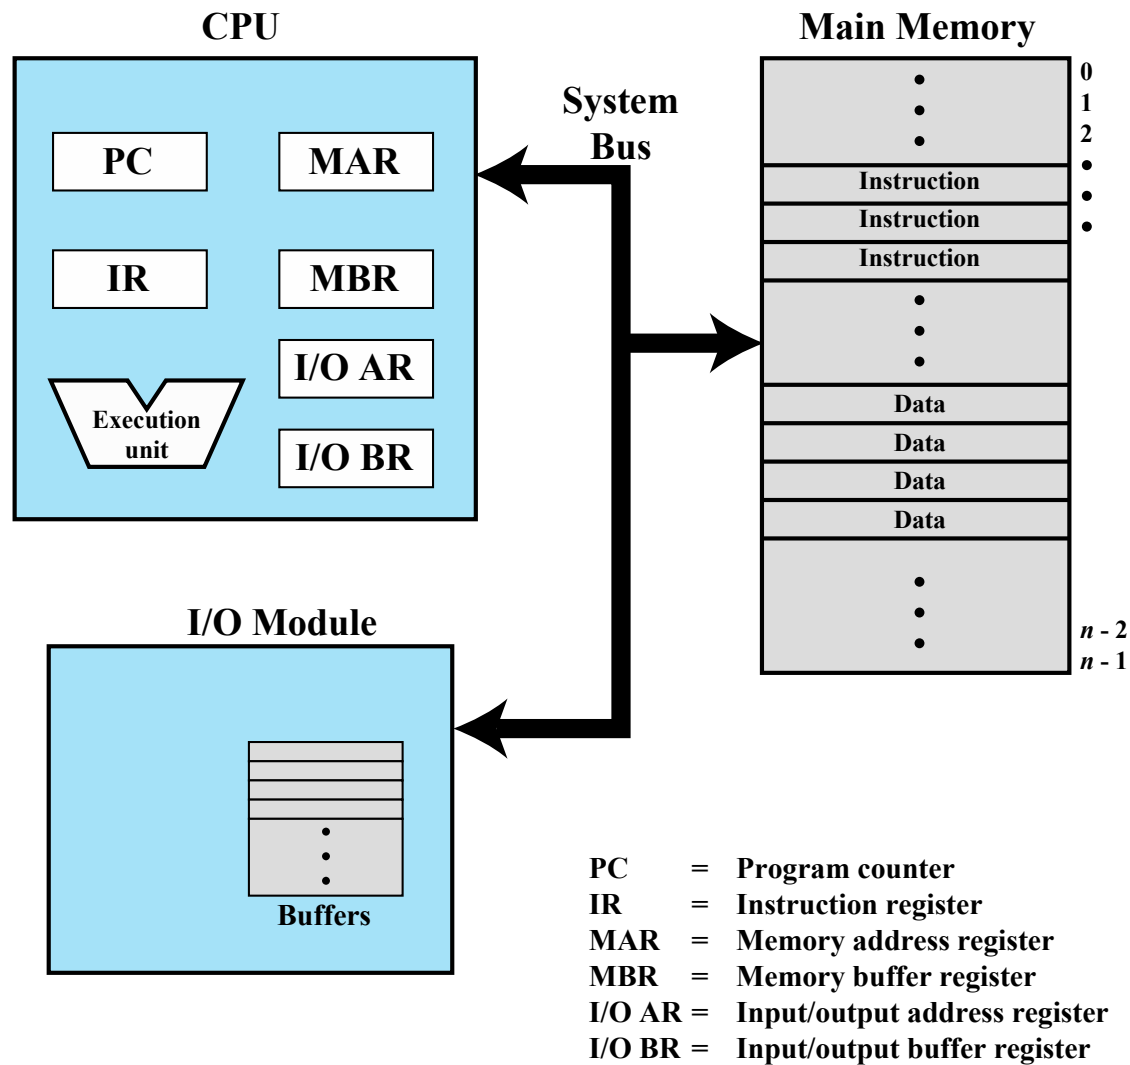 CPU
PC
MAR
IR
MBR
I/O AR
I/O BR
Execution
unit
System
Bus
Main Memory
0
1
2
Instruction
Instruction
Instruction
Data
Data
Data
Data
n - 2
n - 1
I/O Module
Buffers
PC = Program counter
IR = Instruction register
MAR = Memory address register
MBR = Memory buffer register
I/O AR = Input/output address register
I/O BR = Input/output buffer register